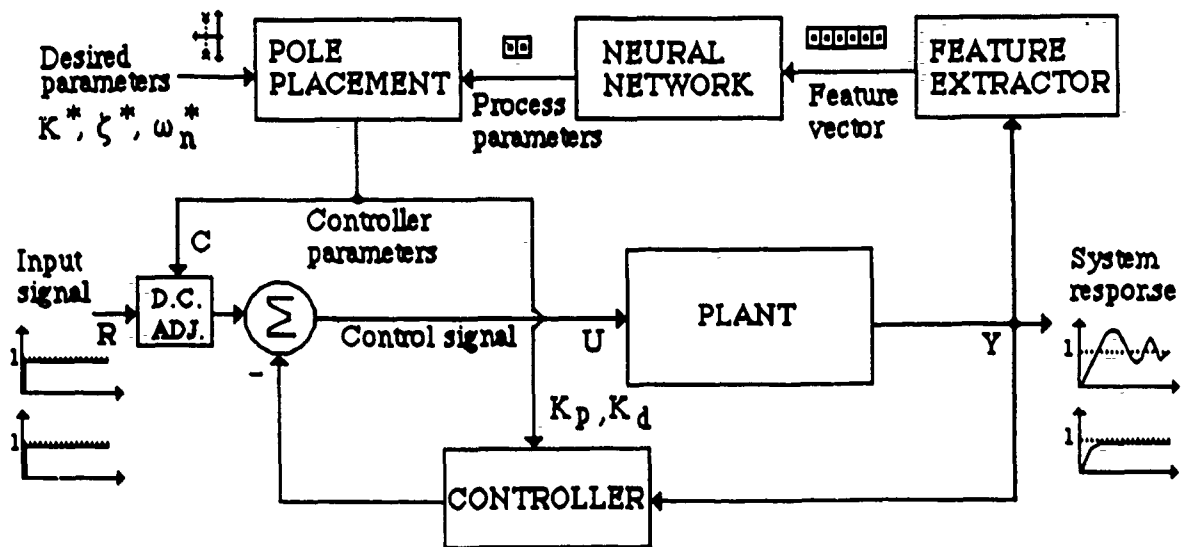 Desired
parameters
K*, ζ*, ωn*
POLE
PLACEMENT
Process
parameters
NEURAL
NETWORK
Feature
vector
FEATURE
EXTRACTOR
Controller
parameters
C
Input
signal
R
D.C.
ADJ.
Σ
-
Control signal
U
PLANT
Y
System
response
1
1
1
1
Kp, Kd
CONTROLLER